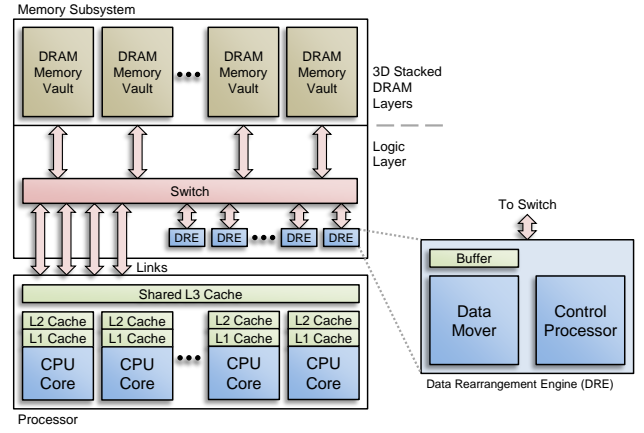 Memory Subsystem
DRAM
Memory
Vault
DRAM
Memory
Vault
DRAM
Memory
Vault
DRAM
Memory
Vault
3D Stacked
DRAM
Layers
Logic
Layer
Switch
DRE
DRE
DRE
DRE
Links
Shared L3 Cache
L2 Cache
L1 Cache
CPU
Core
L2 Cache
L1 Cache
CPU
Core
L2 Cache
L1 Cache
CPU
Core
L2 Cache
L1 Cache
CPU
Core
Processor
To Switch
Buffer
Data
Mover
Control
Processor
Data Rearrangement Engine (DRE)